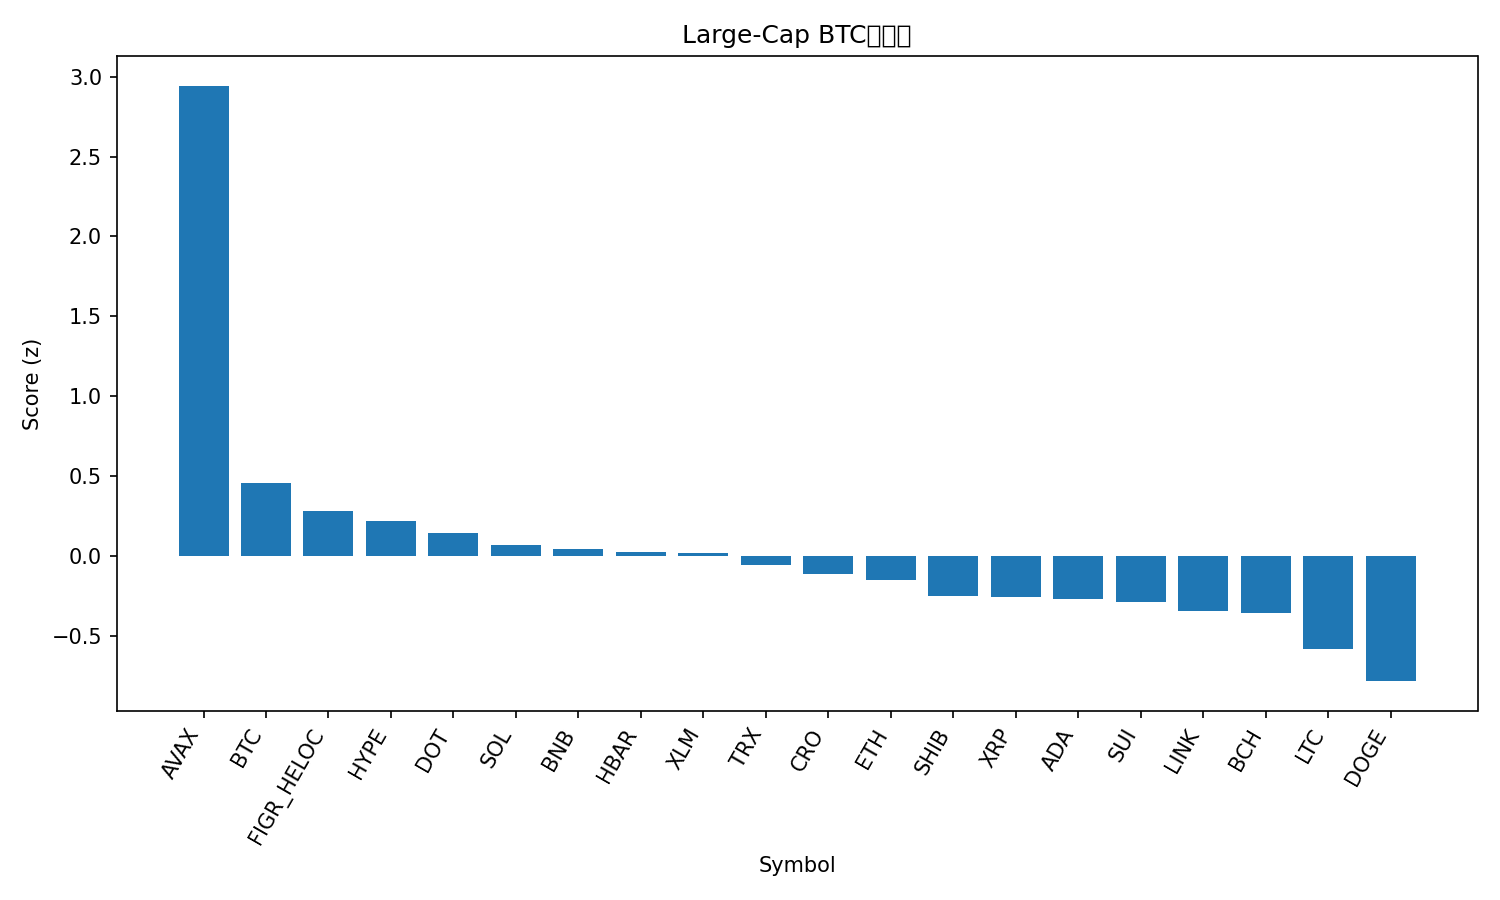 Large-Cap BTC
3.0
2.5
2.0
1.5
1.0
0.5
0.0
−0.5
Score (z)
AVAX
BTC
FIGR_HELOC
HYPE
DOT
SOL
BNB
HBAR
XLM
TRX
CRO
ETH
SHIB
XRP
ADA
SUI
LINK
BCH
LTC
DOGE
Symbol